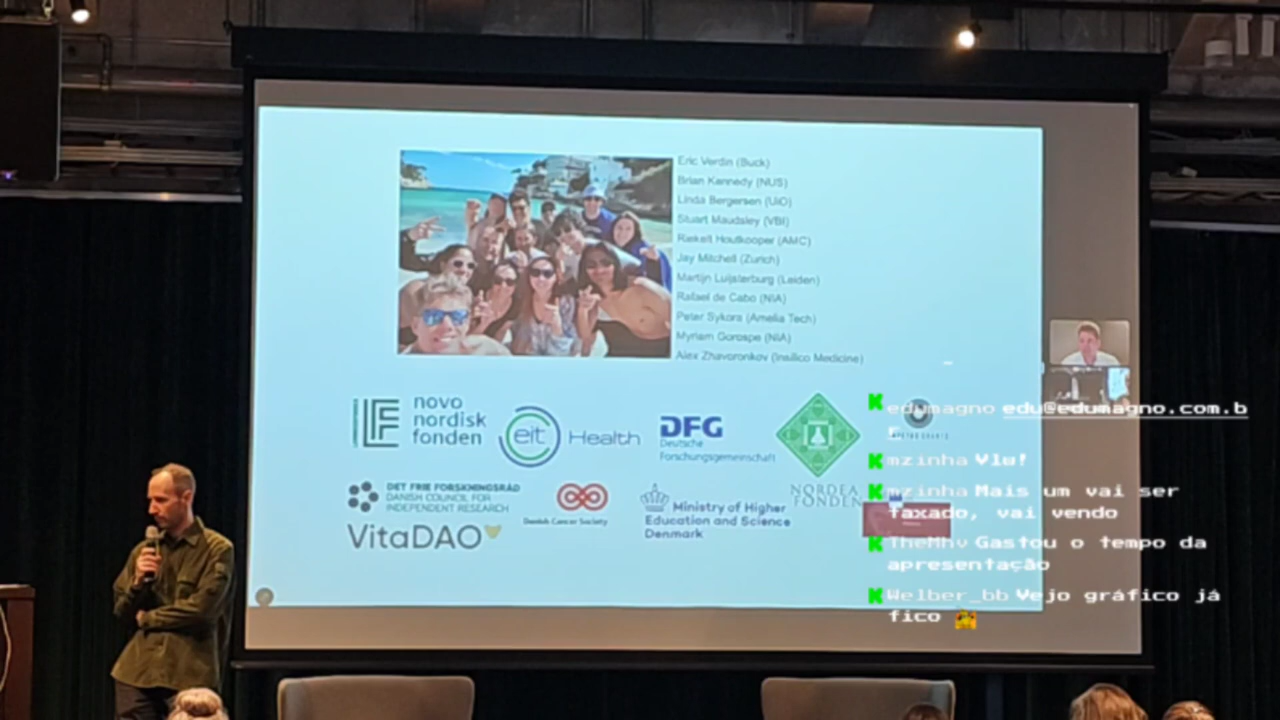 Eric Verdin (Buck)
Brian Kennedy (NUS)
Linda Bergersen (UiO)
Stuart Maudsley (VBI)
Riekelt Houtkooper (AMC)
Jay Mitchell (Zurich)
Martijn Luijsterburg (Leiden)
Rafael de Cabo (NIA)
Peter Sykora (Amelia Tech)
Myriam Gorospe (NIA)
Alex Zhavoronkov (Insilico Medicine)
novo
nordisk
fonden
eit Health
DFG
Deutsche
Forschungsgemeinschaft
NORDEA
FONDEN
DET FRIE FORSKNINGSRÅD
DANISH COUNCIL FOR
INDEPENDENT RESEARCH
Danish Cancer Society
Ministry of Higher
Education and Science
Denmark
VitaDAO
edumagno edu@edumagno.com.b
r
mzinha Vlw!
mzinha Mais um vai ser
taxado, vai vendo
TheMhv Gastou o tempo da
apresentação
Welber_bb Vejo gráfico já
fico